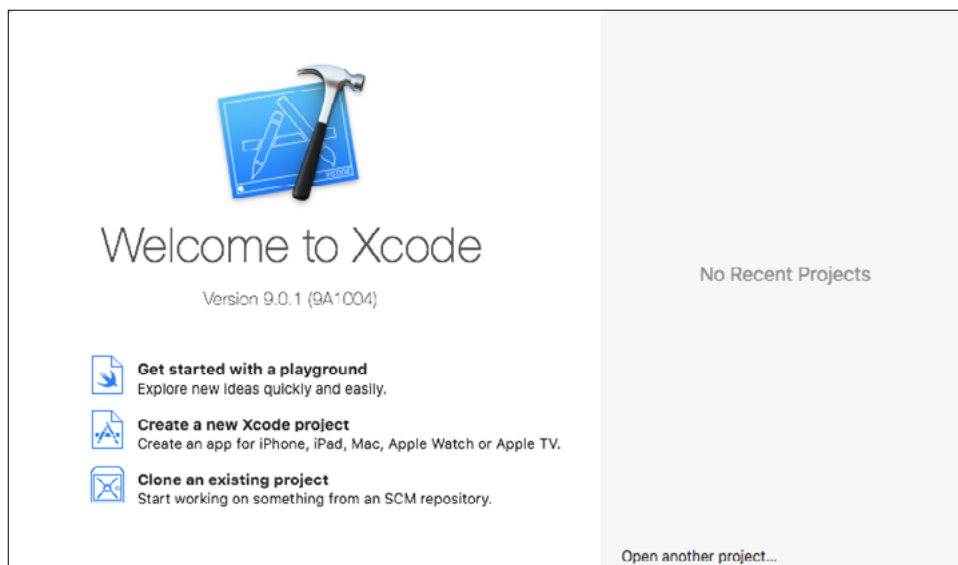 XCODE
Welcome to Xcode
Version 9.0.1 (9A1004)
Get started with a playground
Explore new ideas quickly and easily.
Create a new Xcode project
Create an app for iPhone, iPad, Mac, Apple Watch or Apple TV.
Clone an existing project
Start working on something from an SCM repository.
No Recent Projects
Open another project...